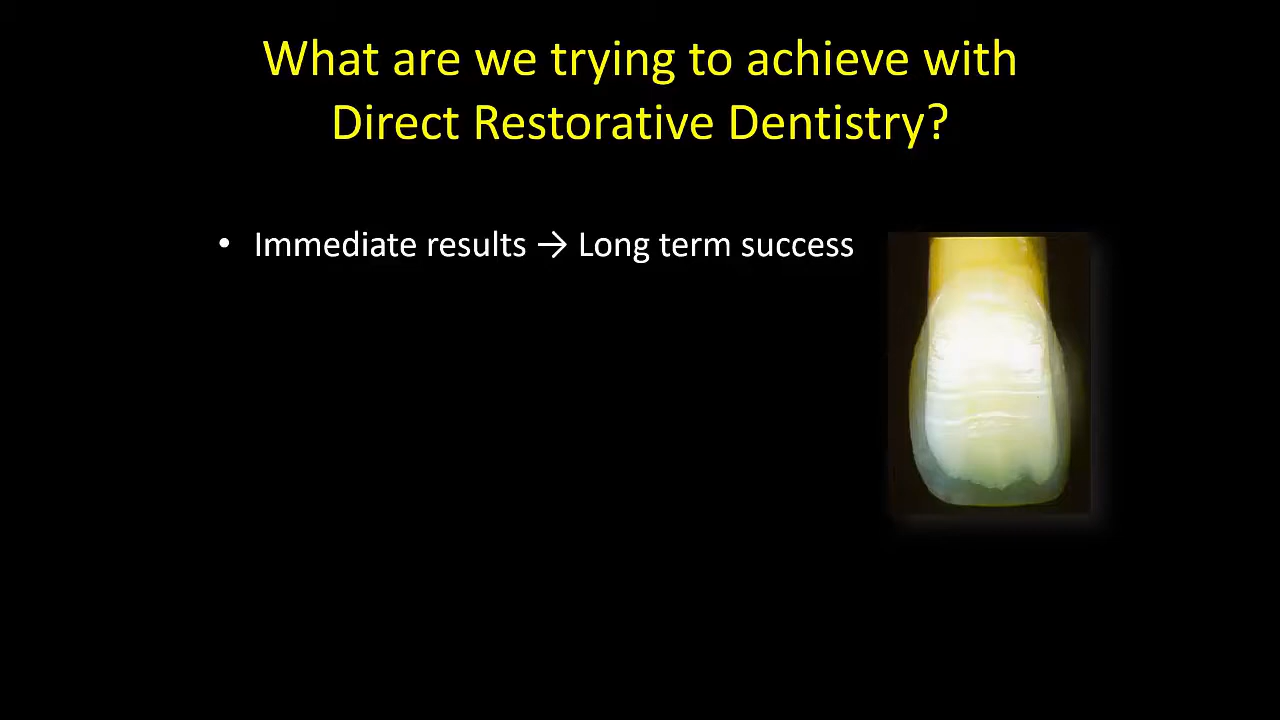 What are we trying to achieve with
Direct Restorative Dentistry?
• Immediate results → Long term success